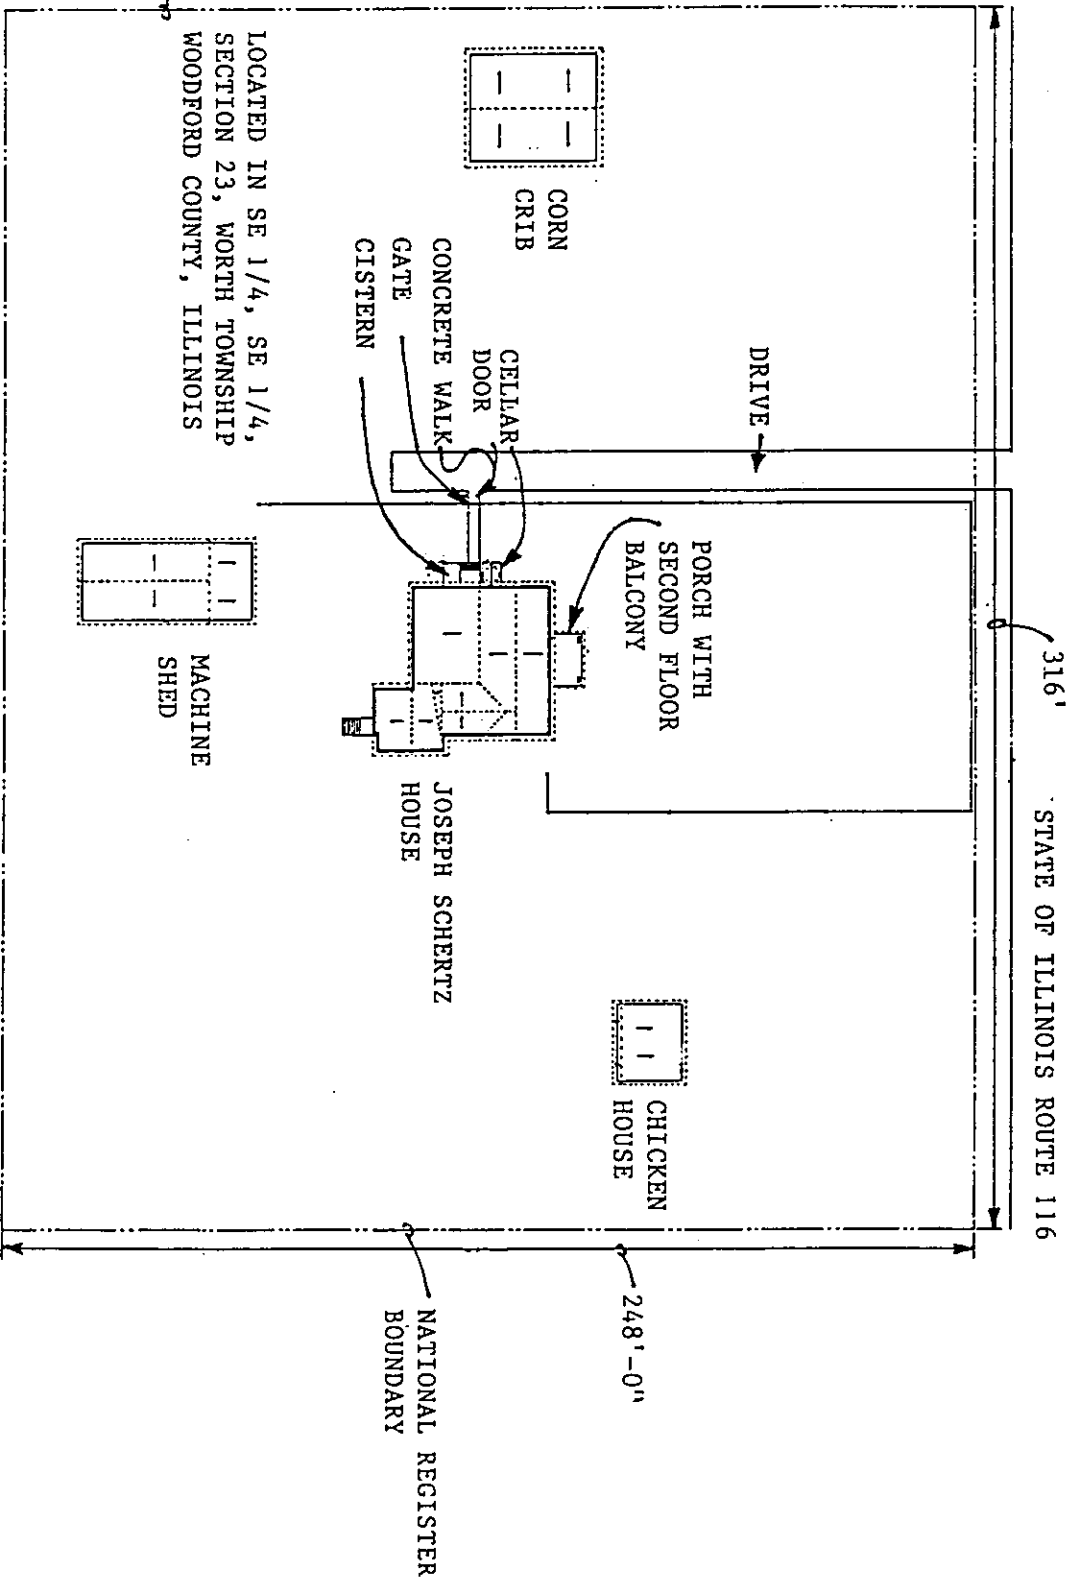 316'
STATE OF ILLINOIS ROUTE 116
DRIVE
PORCH WITH
SECOND FLOOR
BALCONY
CORN
CRIB
CELLAR
DOOR
CONCRETE WALK
GATE
CISTERN
CHICKEN
HOUSE
248'-0"
JOSEPH SCHERTZ
HOUSE
NATIONAL REGISTER
BOUNDARY
LOCATED IN SE 1/4, SE 1/4,
SECTION 23, WORTH TOWNSHIP
WOODFORD COUNTY, ILLINOIS
MACHINE
SHED